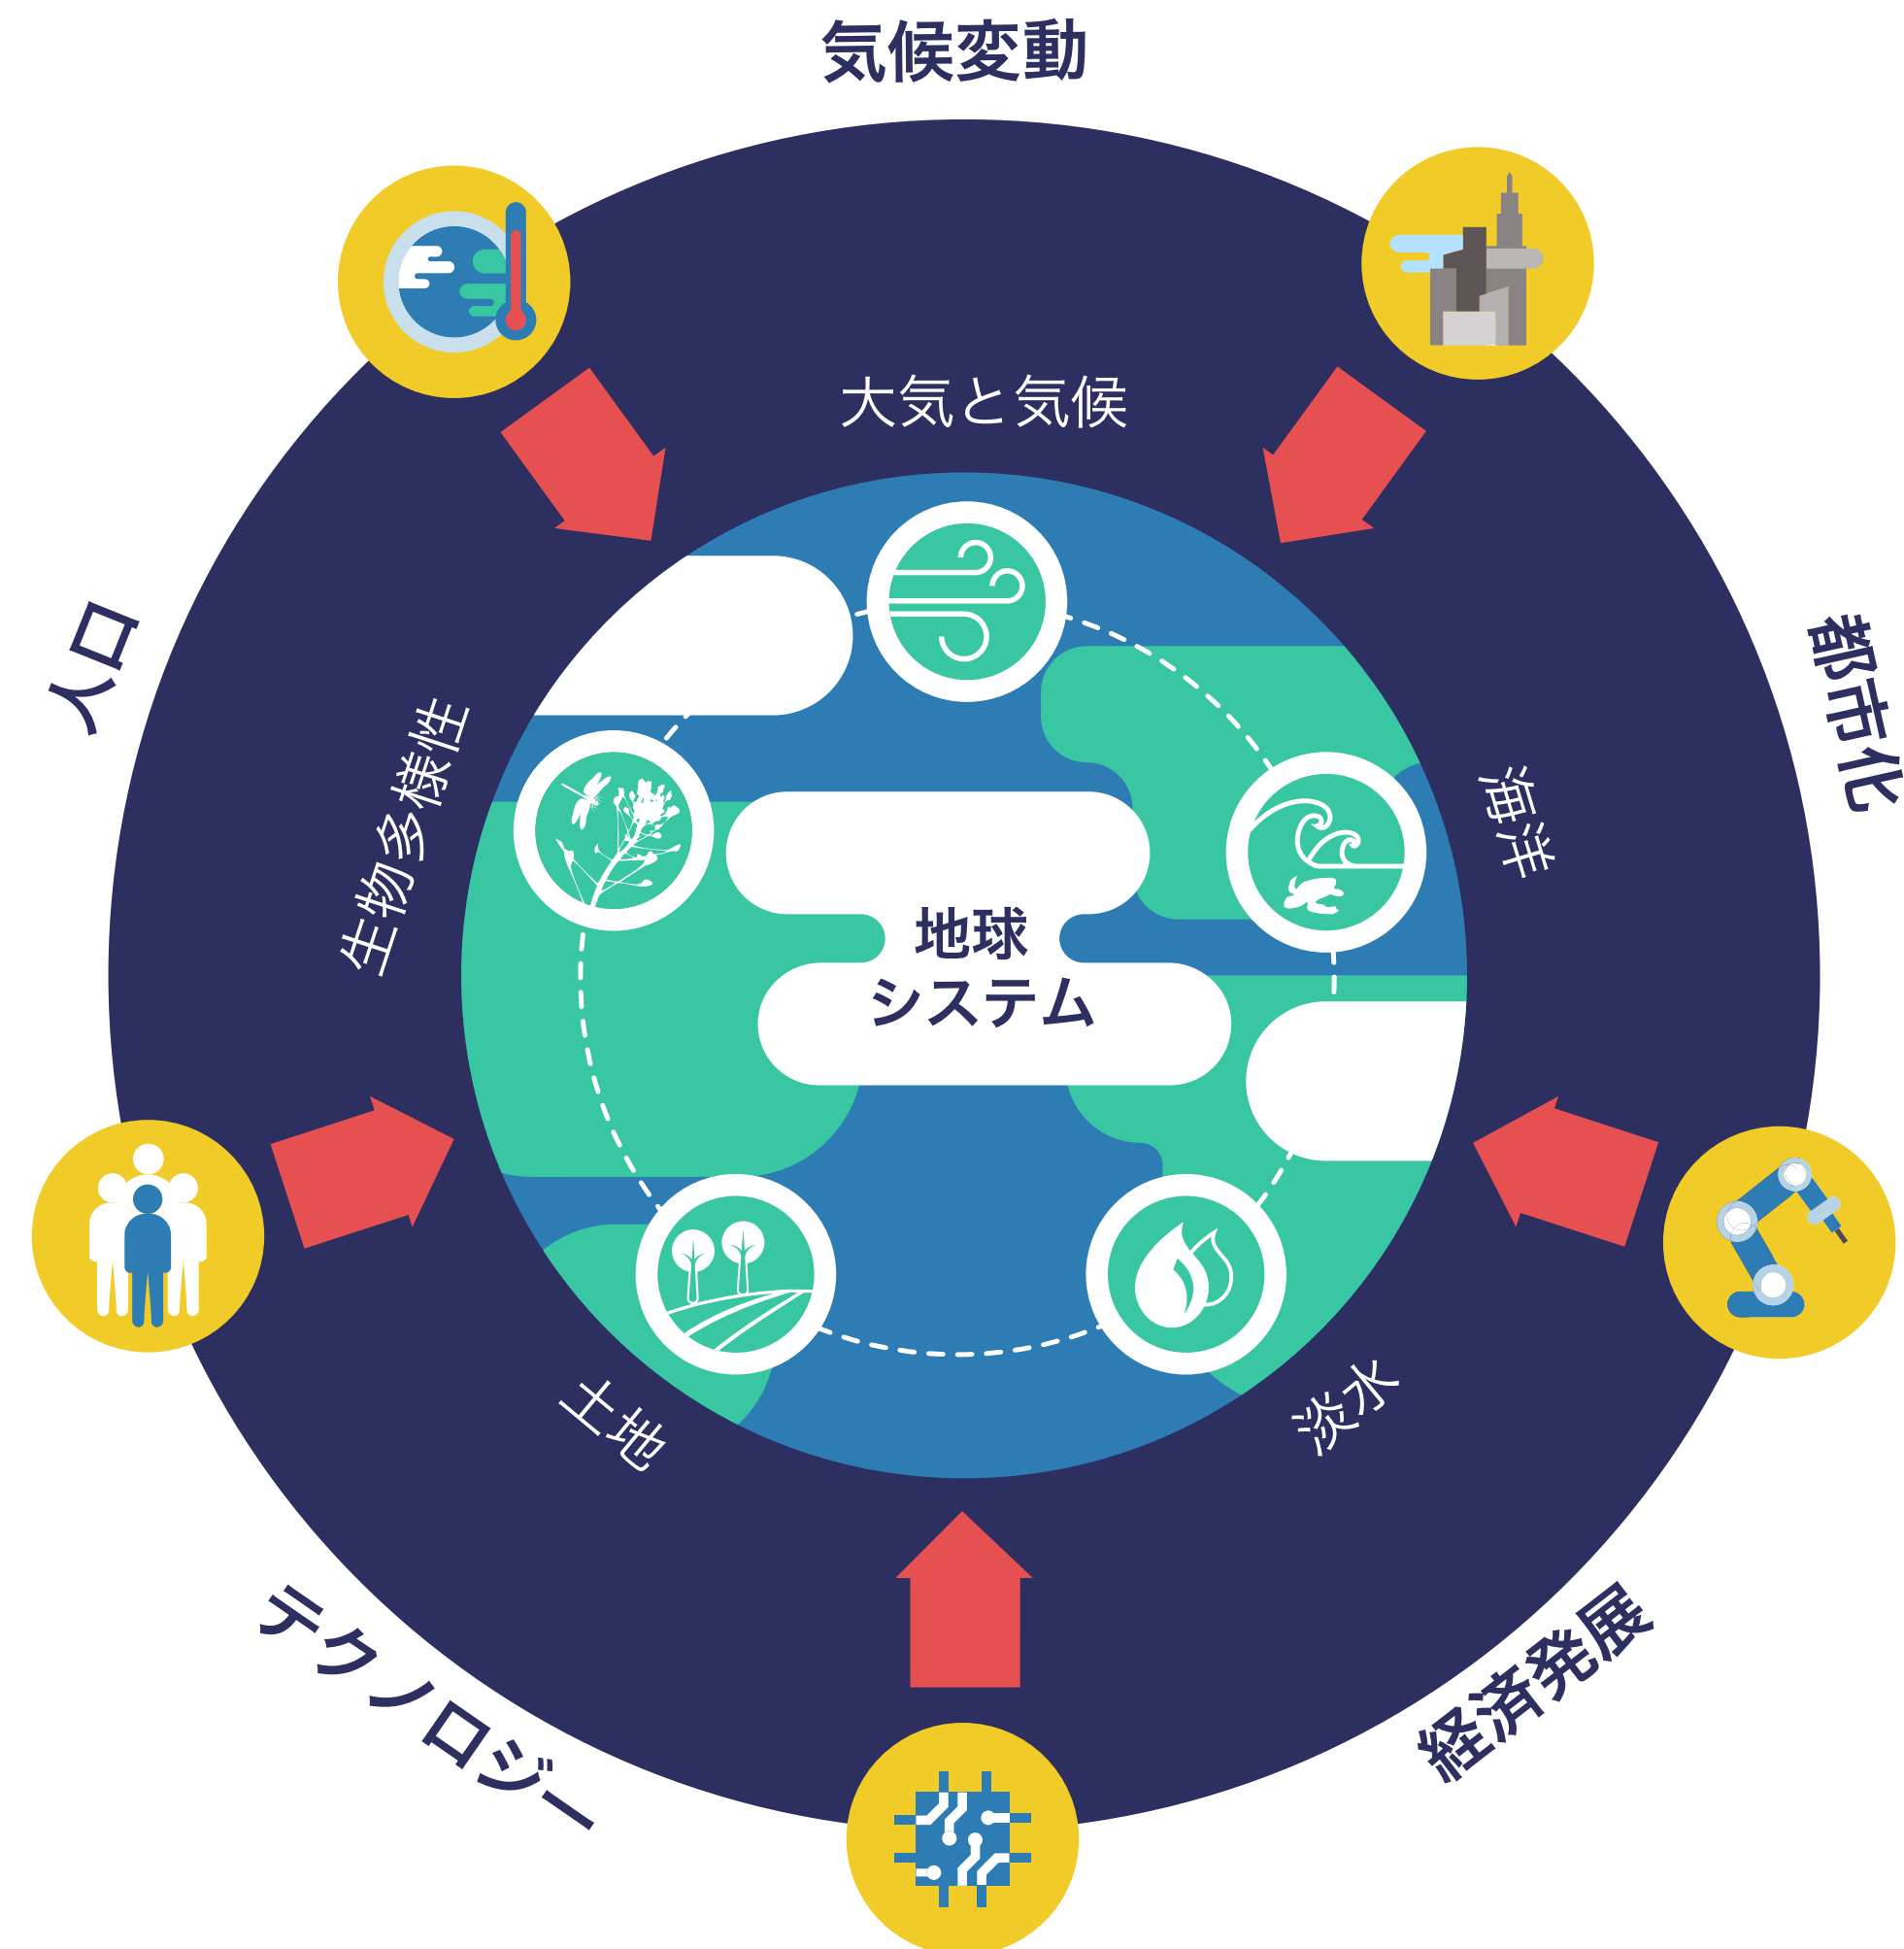 気候変動
大気と気候
人口
都市化
生物多様性
海洋
地球
システム
土地
淡水
テクノロジー
経済発展